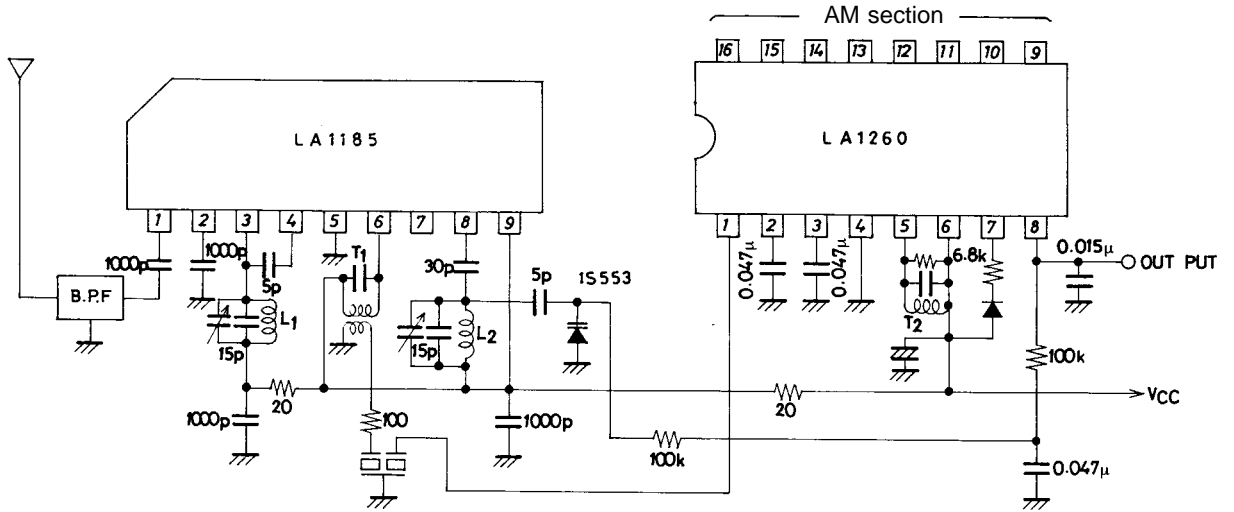 AM section
16 15 14 13 12 11 10 9
LA1185
LA1260
1 2 3 4 5 6 7 8 9
1 2 3 4 5 6 7 8
1000p
1000p
5p
T1
30p
5p
1S553
0.047μ
0.047μ
6.8k
0.015μ
OUT PUT
B.P.F
L1
15p
15p
L2
T2
100k
20
20
VCC
1000p
100
1000p
100k
0.047μ